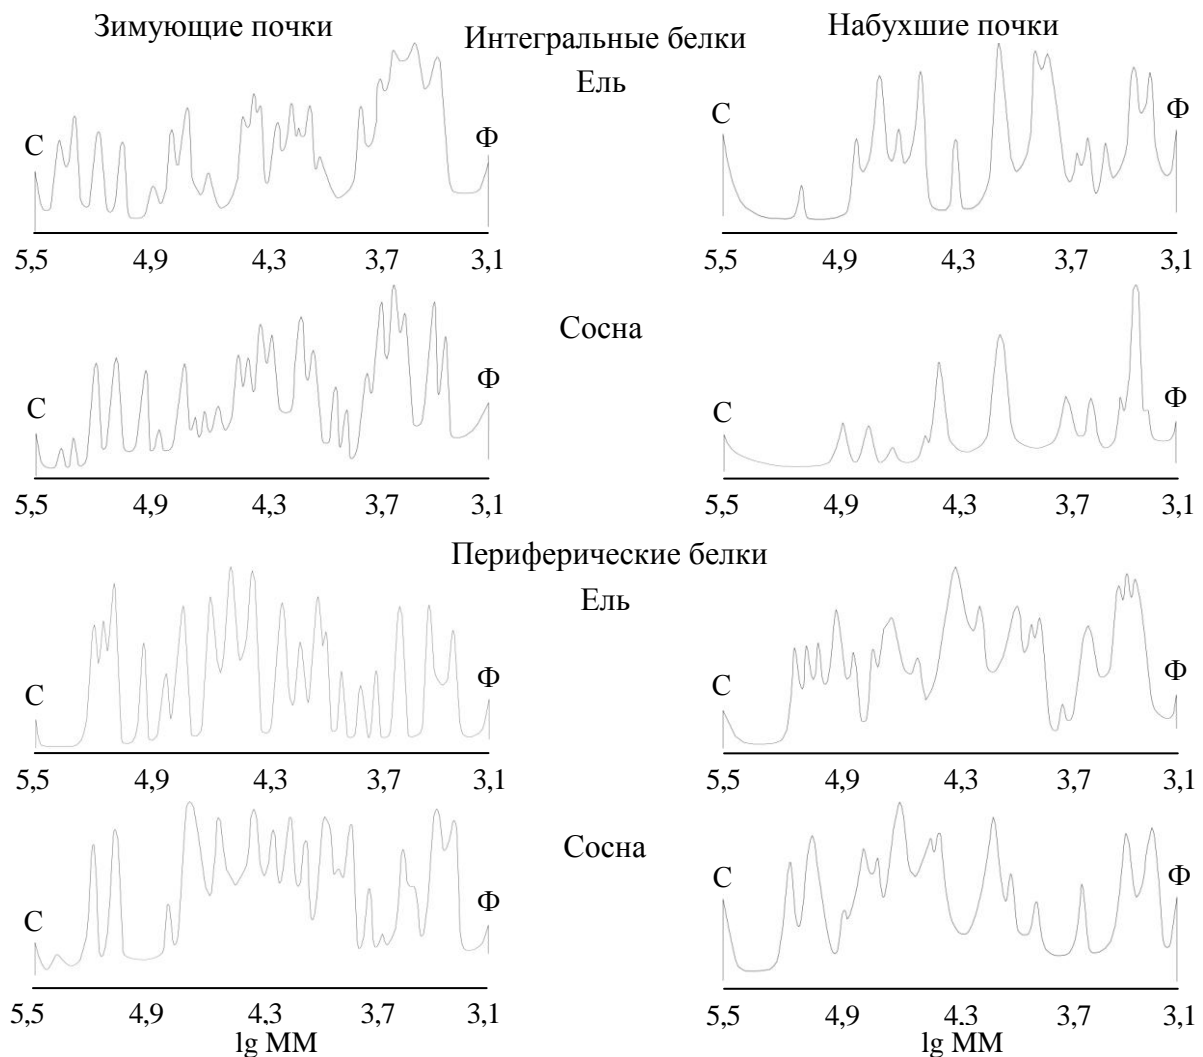 Зимующие почки
Интегральные белки
Набухшие почки
Ель
С
Ф
С
Ф
5,5 4,9 4,3 3,7 3,1
5,5 4,9 4,3 3,7 3,1
Сосна
С
Ф
С
Ф
5,5 4,9 4,3 3,7 3,1
5,5 4,9 4,3 3,7 3,1
Периферические белки
Ель
С
Ф
С
Ф
5,5 4,9 4,3 3,7 3,1
5,5 4,9 4,3 3,7 3,1
Сосна
С
Ф
С
Ф
5,5 4,9 4,3 3,7 3,1
lg ММ
5,5 4,9 4,3 3,7 3,1
lg ММ